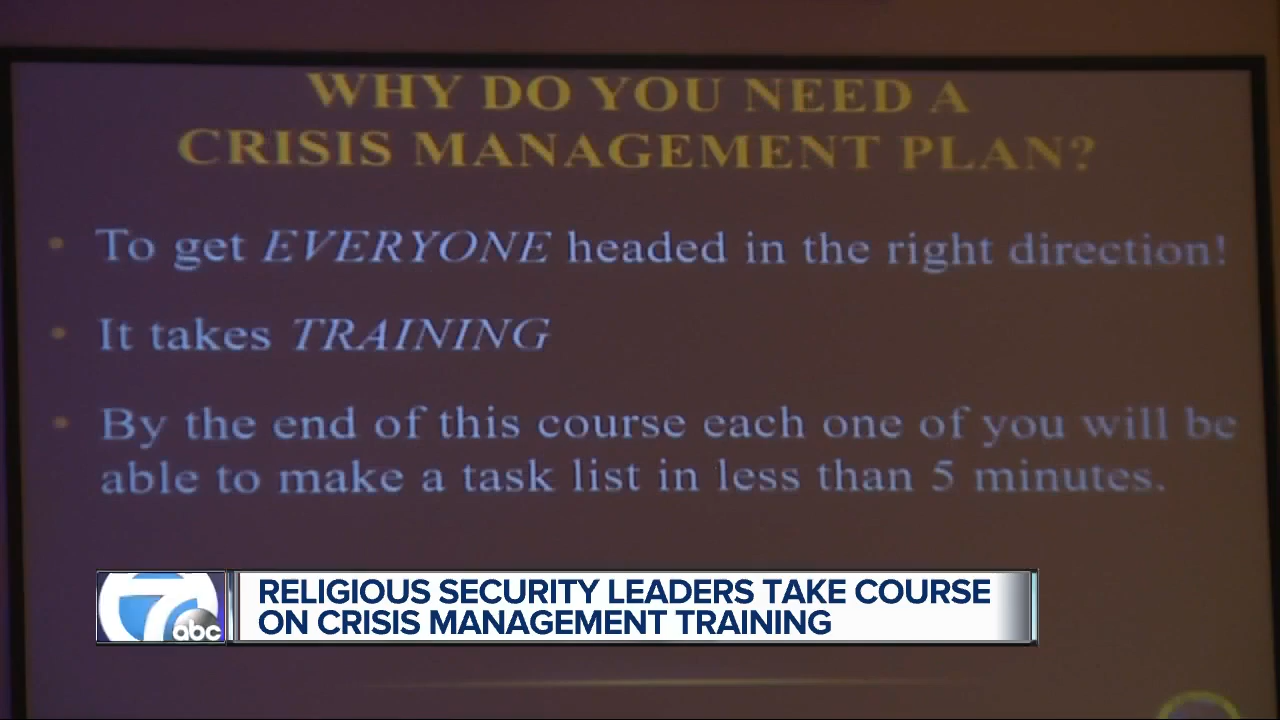 WHY DO YOU NEED A
CRISIS MANAGEMENT PLAN?
• To get EVERYONE headed in the right direction!
• It takes TRAINING
• By the end of this course each one of you will be
able to make a task list in less than 5 minutes.
7 abc
RELIGIOUS SECURITY LEADERS TAKE COURSE
ON CRISIS MANAGEMENT TRAINING